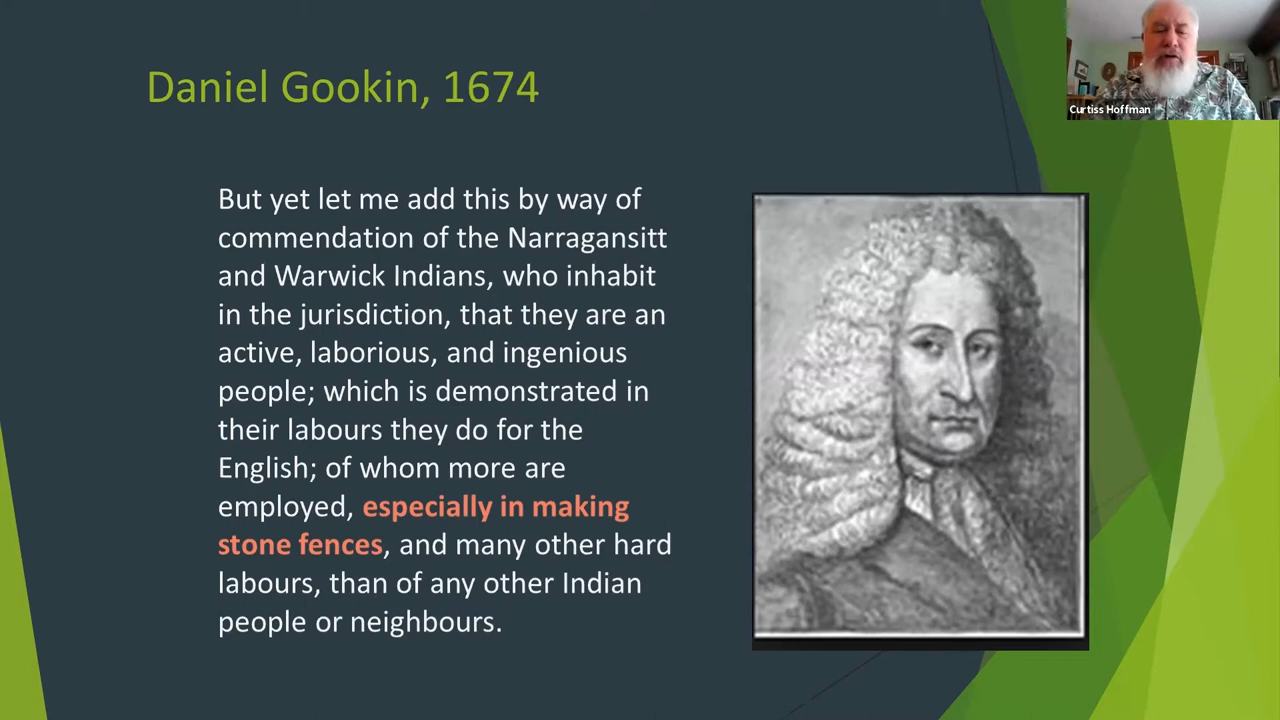 Daniel Gookin, 1674
Curtiss Hoffman
But yet let me add this by way of
commendation of the Narragansitt
and Warwick Indians, who inhabit
in the jurisdiction, that they are an
active, laborious, and ingenious
people; which is demonstrated in
their labours they do for the
English; of whom more are
employed, especially in making
stone fences, and many other hard
labours, than of any other Indian
people or neighbours.